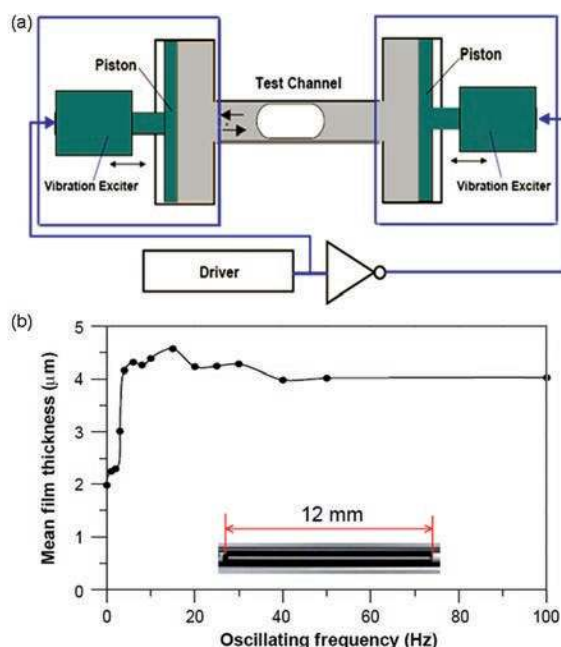 (a)
Piston
Piston
Test Channel
Vibration Exciter
Vibration Exciter
Driver
(b)
Mean film thickness (μm)
5
4
3
2
1
0
12 mm
0
20
40
60
80
100
Oscillating frequency (Hz)